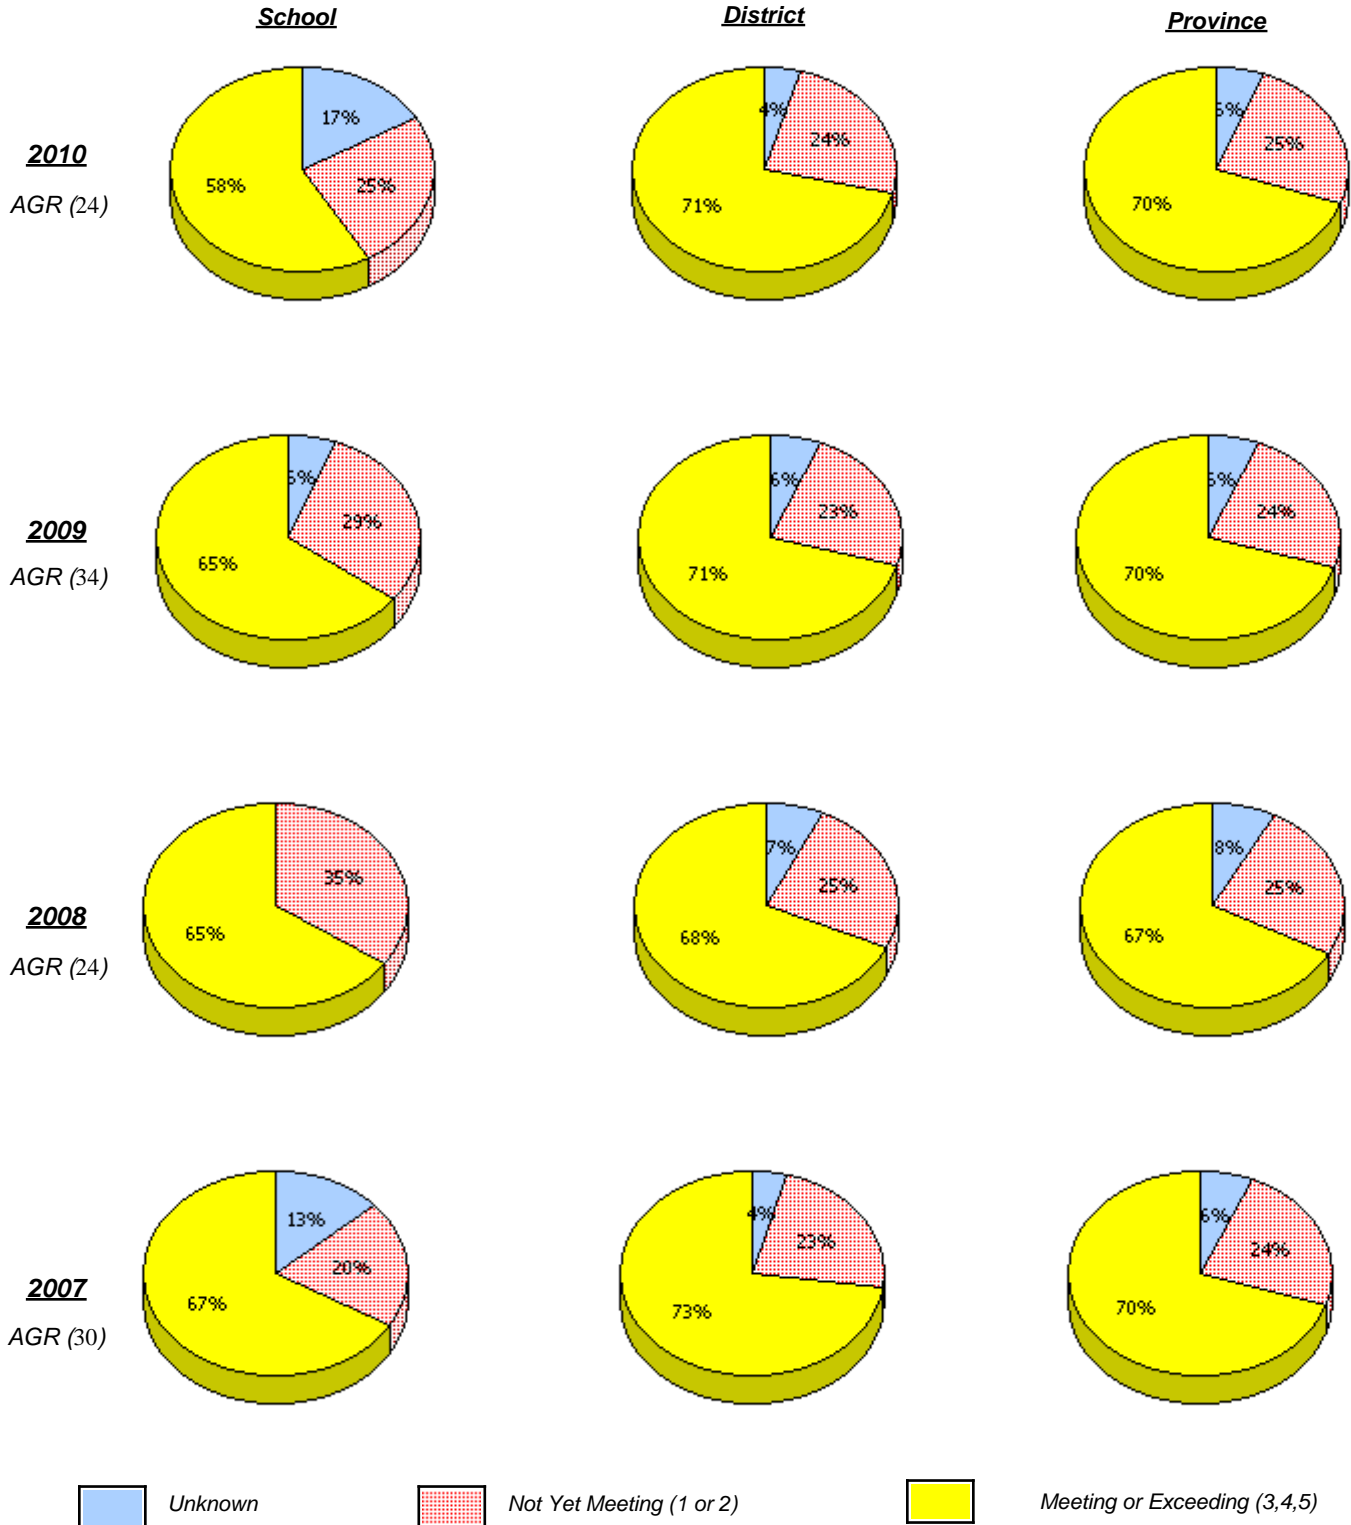 School District Province
17% 25% 58%
4% 24% 71%
25% 70%
2010
AGR (24)
29% 65%
6% 23% 71%
24% 70%
2009
AGR (34)
35% 65%
7% 25% 68%
8% 25% 67%
2008
AGR (24)
13% 20% 67%
4% 23% 73%
6% 24% 70%
2007
AGR (30)
Unknown Not Yet Meeting (1 or 2) Meeting or Exceeding (3,4,5)